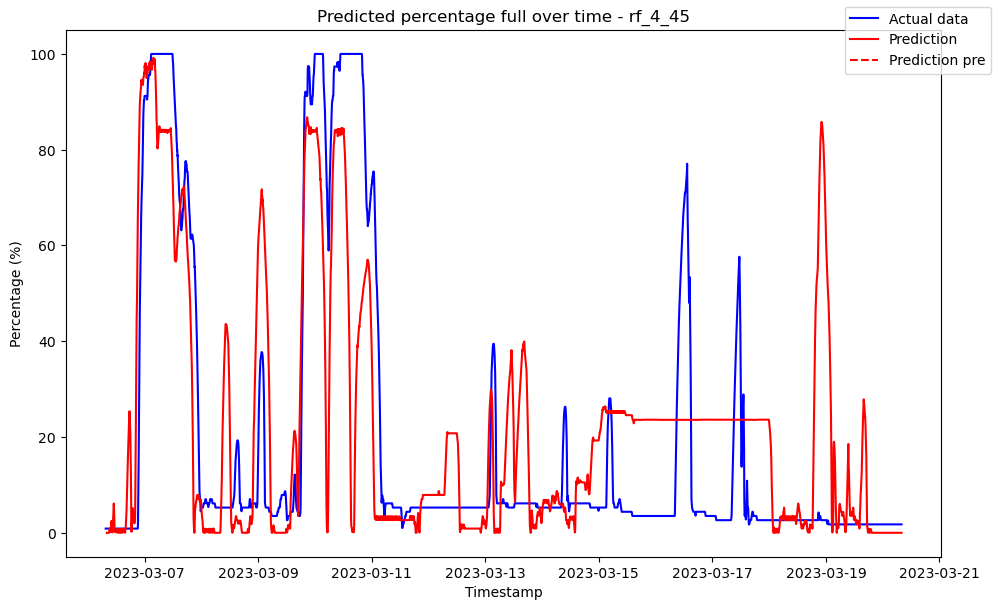 Predicted percentage full over time - rf_4_45
Actual data
Prediction
Prediction pre
Percentage (%)
100
80
60
40
20
0
2023-03-07
2023-03-09
2023-03-11
2023-03-13
2023-03-15
2023-03-17
2023-03-19
2023-03-21
Timestamp